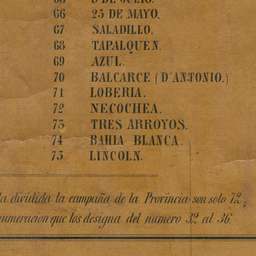 66 25 DE MAYO.
67 SALADILLO.
68 TAPALQUEN.
69 AZUL.
70 BALCARCE (D'ANTONIO.)
71 LOBERIA.
72 NECOCHEA.
73 TRES ARROYOS.
74 BAHIA BLANCA.
75 LINCOLN.
dividida la campaña de la Provincia son solo 72,
que los designa del numero 32 al 36